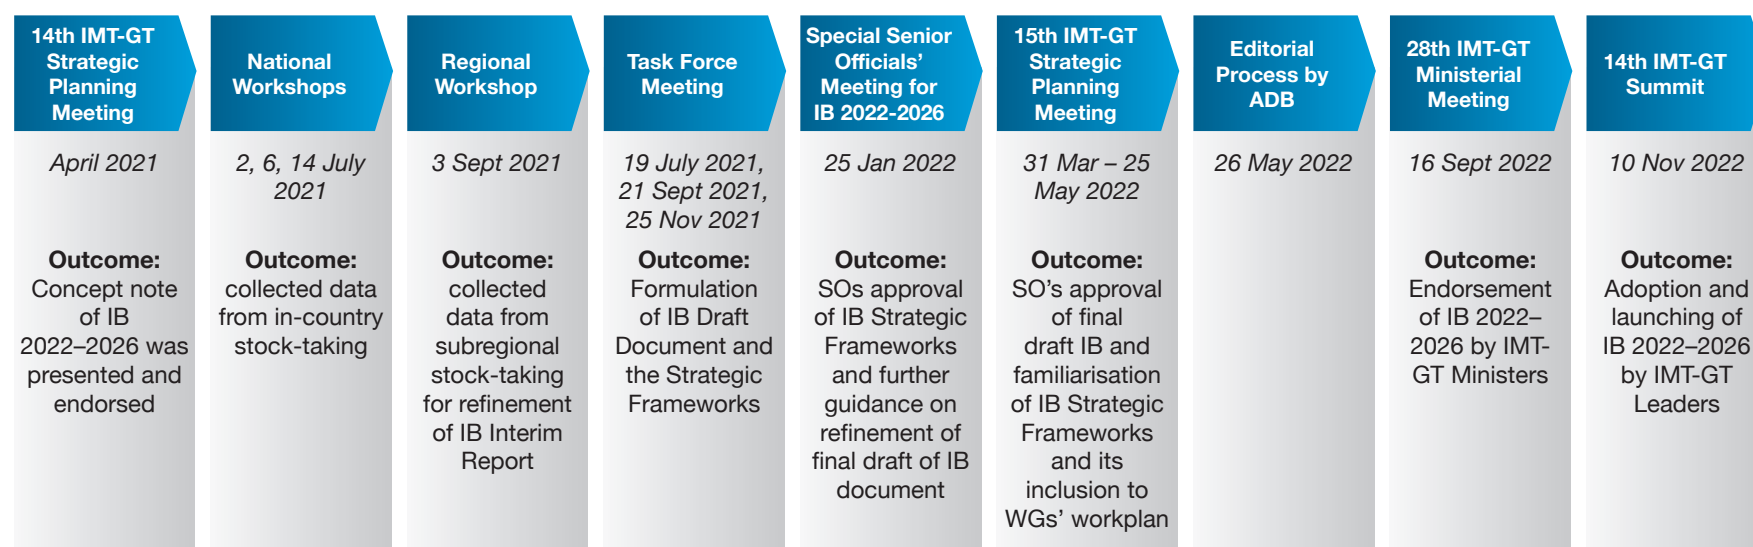 14th IMT-GT
Strategic
Planning
Meeting
April 2021
Outcome:
Concept note
of IB
2022–2026 was
presented and
endorsed
National
Workshops
2, 6, 14 July
2021
Outcome:
collected data
from in-country
stock-taking
Regional
Workshop
3 Sept 2021
Outcome:
collected
data from
subregional
stock-taking
for refinement
of IB Interim
Report
Task Force
Meeting
19 July 2021,
21 Sept 2021,
25 Nov 2021
Outcome:
Formulation
of IB Draft
Document and
the Strategic
Frameworks
Special Senior
Officials’
Meeting for
IB 2022-2026
25 Jan 2022
Outcome:
SOs approval
of IB Strategic
Frameworks
and further
guidance on
refinement of
final draft of IB
document
15th IMT-GT
Strategic
Planning
Meeting
31 Mar – 25
May 2022
Outcome:
SO’s approval
of final
draft IB and
familiarisation
of IB Strategic
Frameworks
and its
inclusion to
WGs’ workplan
Editorial
Process by
ADB
26 May 2022
28th IMT-GT
Ministerial
Meeting
16 Sept 2022
Outcome:
Endorsement
of IB 2022–
2026 by IMT-
GT Ministers
14th IMT-GT
Summit
10 Nov 2022
Outcome:
Adoption and
launching of
IB 2022–2026
by IMT-GT
Leaders